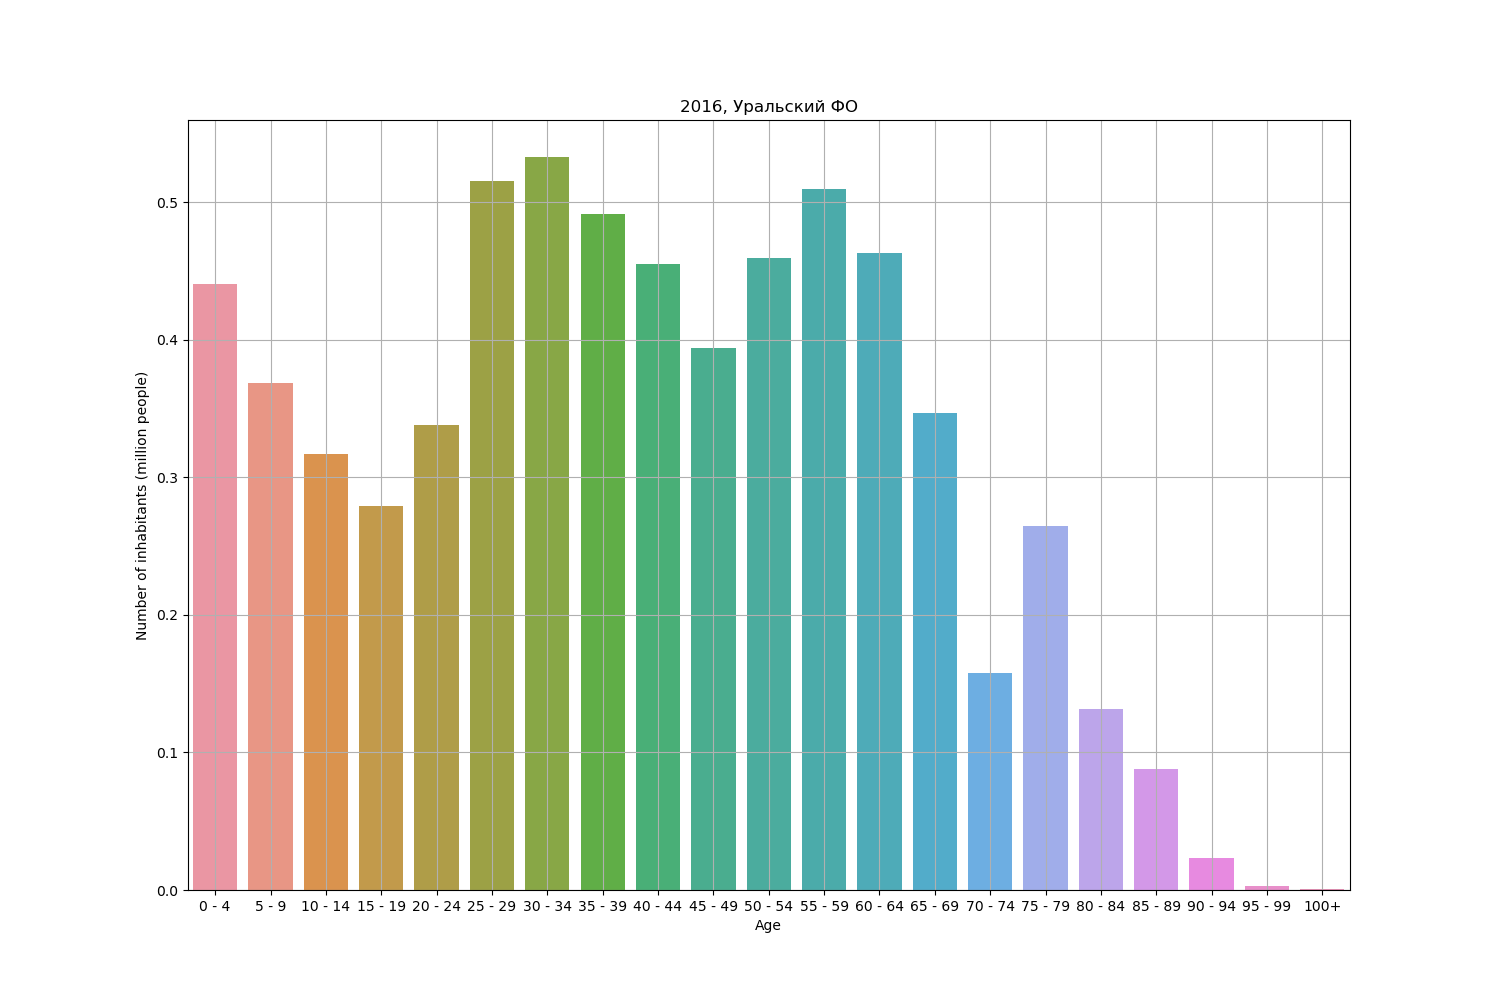 2016, Уральский ФО
Number of inhabitants (million people)
0.5
0.4
0.3
0.2
0.1
0.0
0 - 4 5 - 9 10 - 14 15 - 19 20 - 24 25 - 29 30 - 34 35 - 39 40 - 44 45 - 49 50 - 54 55 - 59 60 - 64 65 - 69 70 - 74 75 - 79 80 - 84 85 - 89 90 - 94 95 - 99 100+
Age